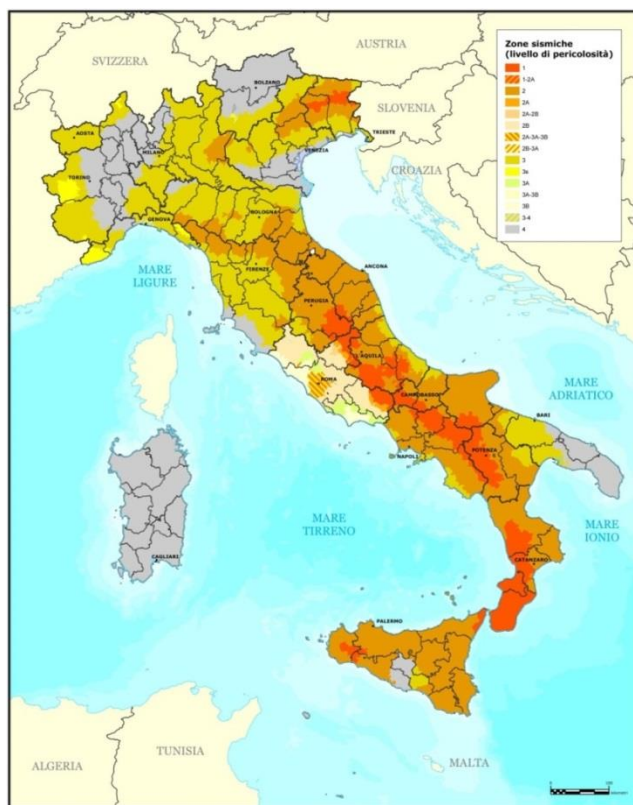 AUSTRIA
SVIZZERA
BOLZANO
SLOVENIA
AOSTA
TRIESTE
MILANO
VENEZIA
TORINO
CROAZIA
BOLOGNA
GENOVA
FIRENZE
ANCONA
MARE
LIGURE
PERUGIA
L'AQUILA
ROMA
CAMPOBASSO
MARE
ADRIATICO
BARI
NAPOLI
POTENZA
MARE
TIRRENO
MARE
IONIO
CAGLIARI
CATANZARO
PALERMO
ALGERIA
TUNISIA
MALTA
Zone sismiche
(livello di pericolosità)
1
1-2A
2
2A
2A-2B
2B
2A-3A-3B
2B-3A
3
3s
3A
3A-3B
3B
3-4
4